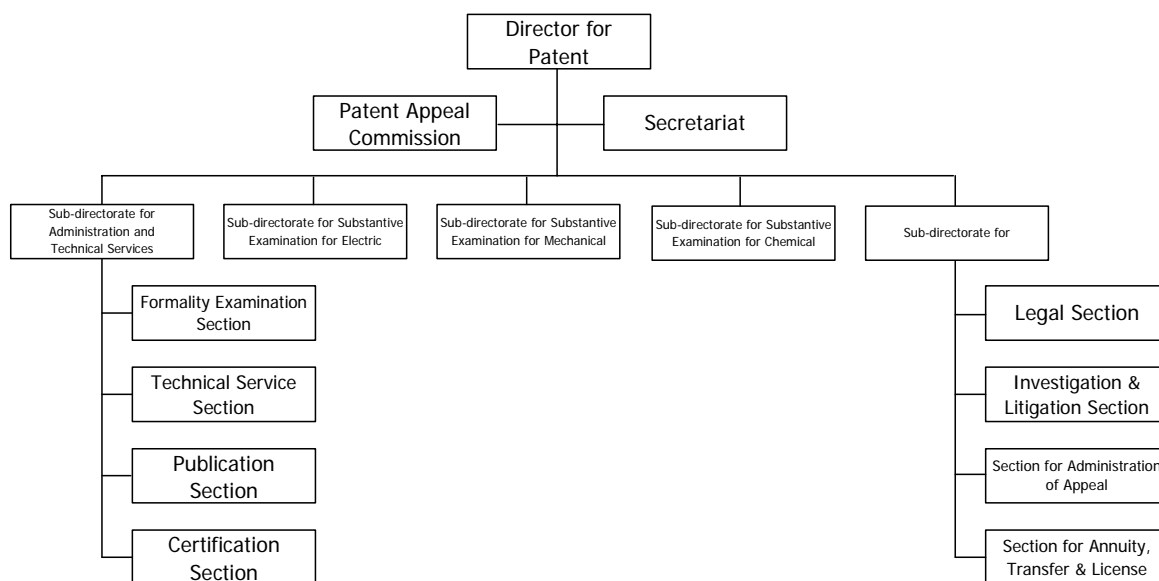 Director for
Patent
Patent Appeal
Commission
Secretariat
Sub-directorate for
Administration and
Technical Services
Sub-directorate for Substantive
Examination for Electric
Sub-directorate for Substantive
Examination for Mechanical
Sub-directorate for Substantive
Examination for Chemical
Sub-directorate for
Formality Examination
Section
Technical Service
Section
Publication
Section
Certification
Section
Legal Section
Investigation &
Litigation Section
Section for Administration
of Appeal
Section for Annuity,
Transfer & License